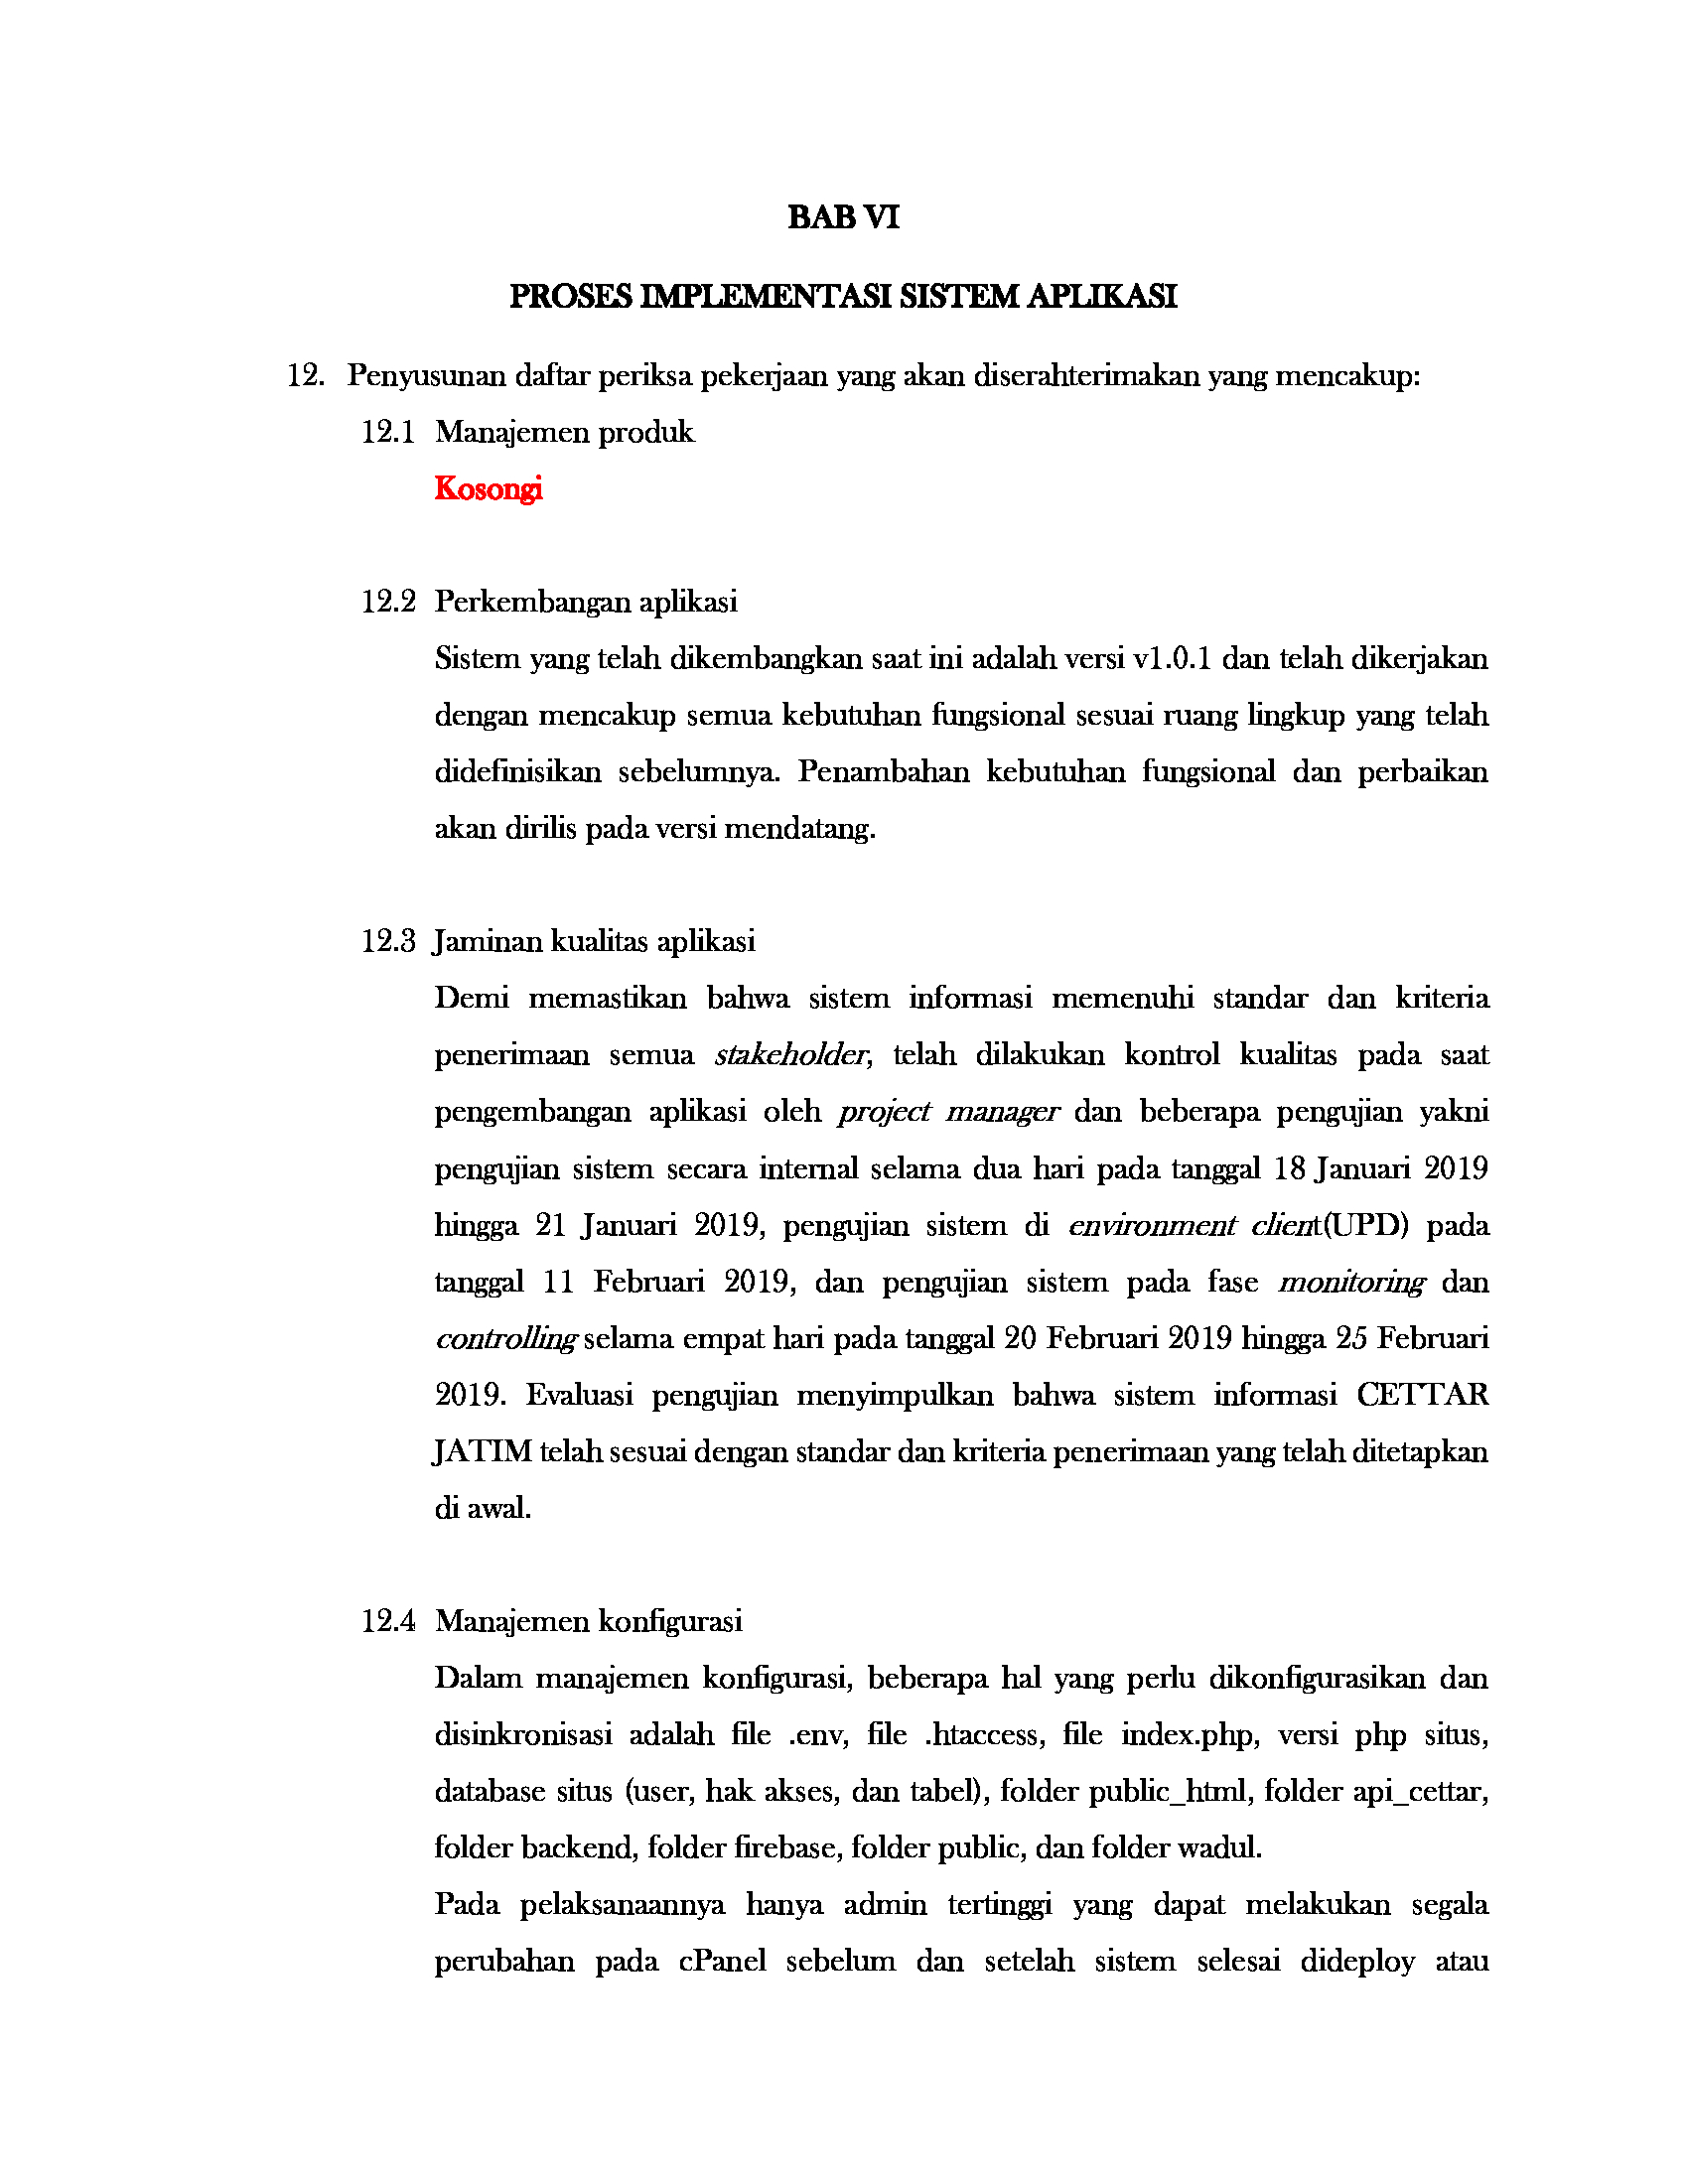 BAB VI
PROSES IMPLEMENTASI SISTEM APLIKASI
12. Penyusunan daftar periksa pekerjaan yang akan diserahterimakan yang mencakup:
12.1 Manajemen produk
Kosongi
12.2 Perkembangan aplikasi
Sistem yang telah dikembangkan saat ini adalah versi v1.0.1 dan telah dikerjakan
dengan mencakup semua kebutuhan fungsional sesuai ruang lingkup yang telah
didefinisikan sebelumnya. Penambahan kebutuhan fungsional dan perbaikan
akan dirilis pada versi mendatang.
12.3 Jaminan kualitas aplikasi
Demi memastikan bahwa sistem informasi memenuhi standar dan kriteria
penerimaan semua stakeholder, telah dilakukan kontrol kualitas pada saat
pengembangan aplikasi oleh project manager dan beberapa pengujian yakni
pengujian sistem secara internal selama dua hari pada tanggal 18 Januari 2019
hingga 21 Januari 2019, pengujian sistem di environment client(UPD) pada
tanggal 11 Februari 2019, dan pengujian sistem pada fase monitoring dan
controlling selama empat hari pada tanggal 20 Februari 2019 hingga 25 Februari
2019. Evaluasi pengujian menyimpulkan bahwa sistem informasi CETTAR
JATIM telah sesuai dengan standar dan kriteria penerimaan yang telah ditetapkan
di awal.
12.4 Manajemen konfigurasi
Dalam manajemen konfigurasi, beberapa hal yang perlu dikonfigurasikan dan
disinkronisasi adalah file .env, file .htaccess, file index.php, versi php situs,
database situs (user, hak akses, dan tabel), folder public_html, folder api_cettar,
folder backend, folder firebase, folder public, dan folder wadul.
Pada pelaksanaannya hanya admin tertinggi yang dapat melakukan segala
perubahan pada cPanel sebelum dan setelah sistem selesai dideploy atau